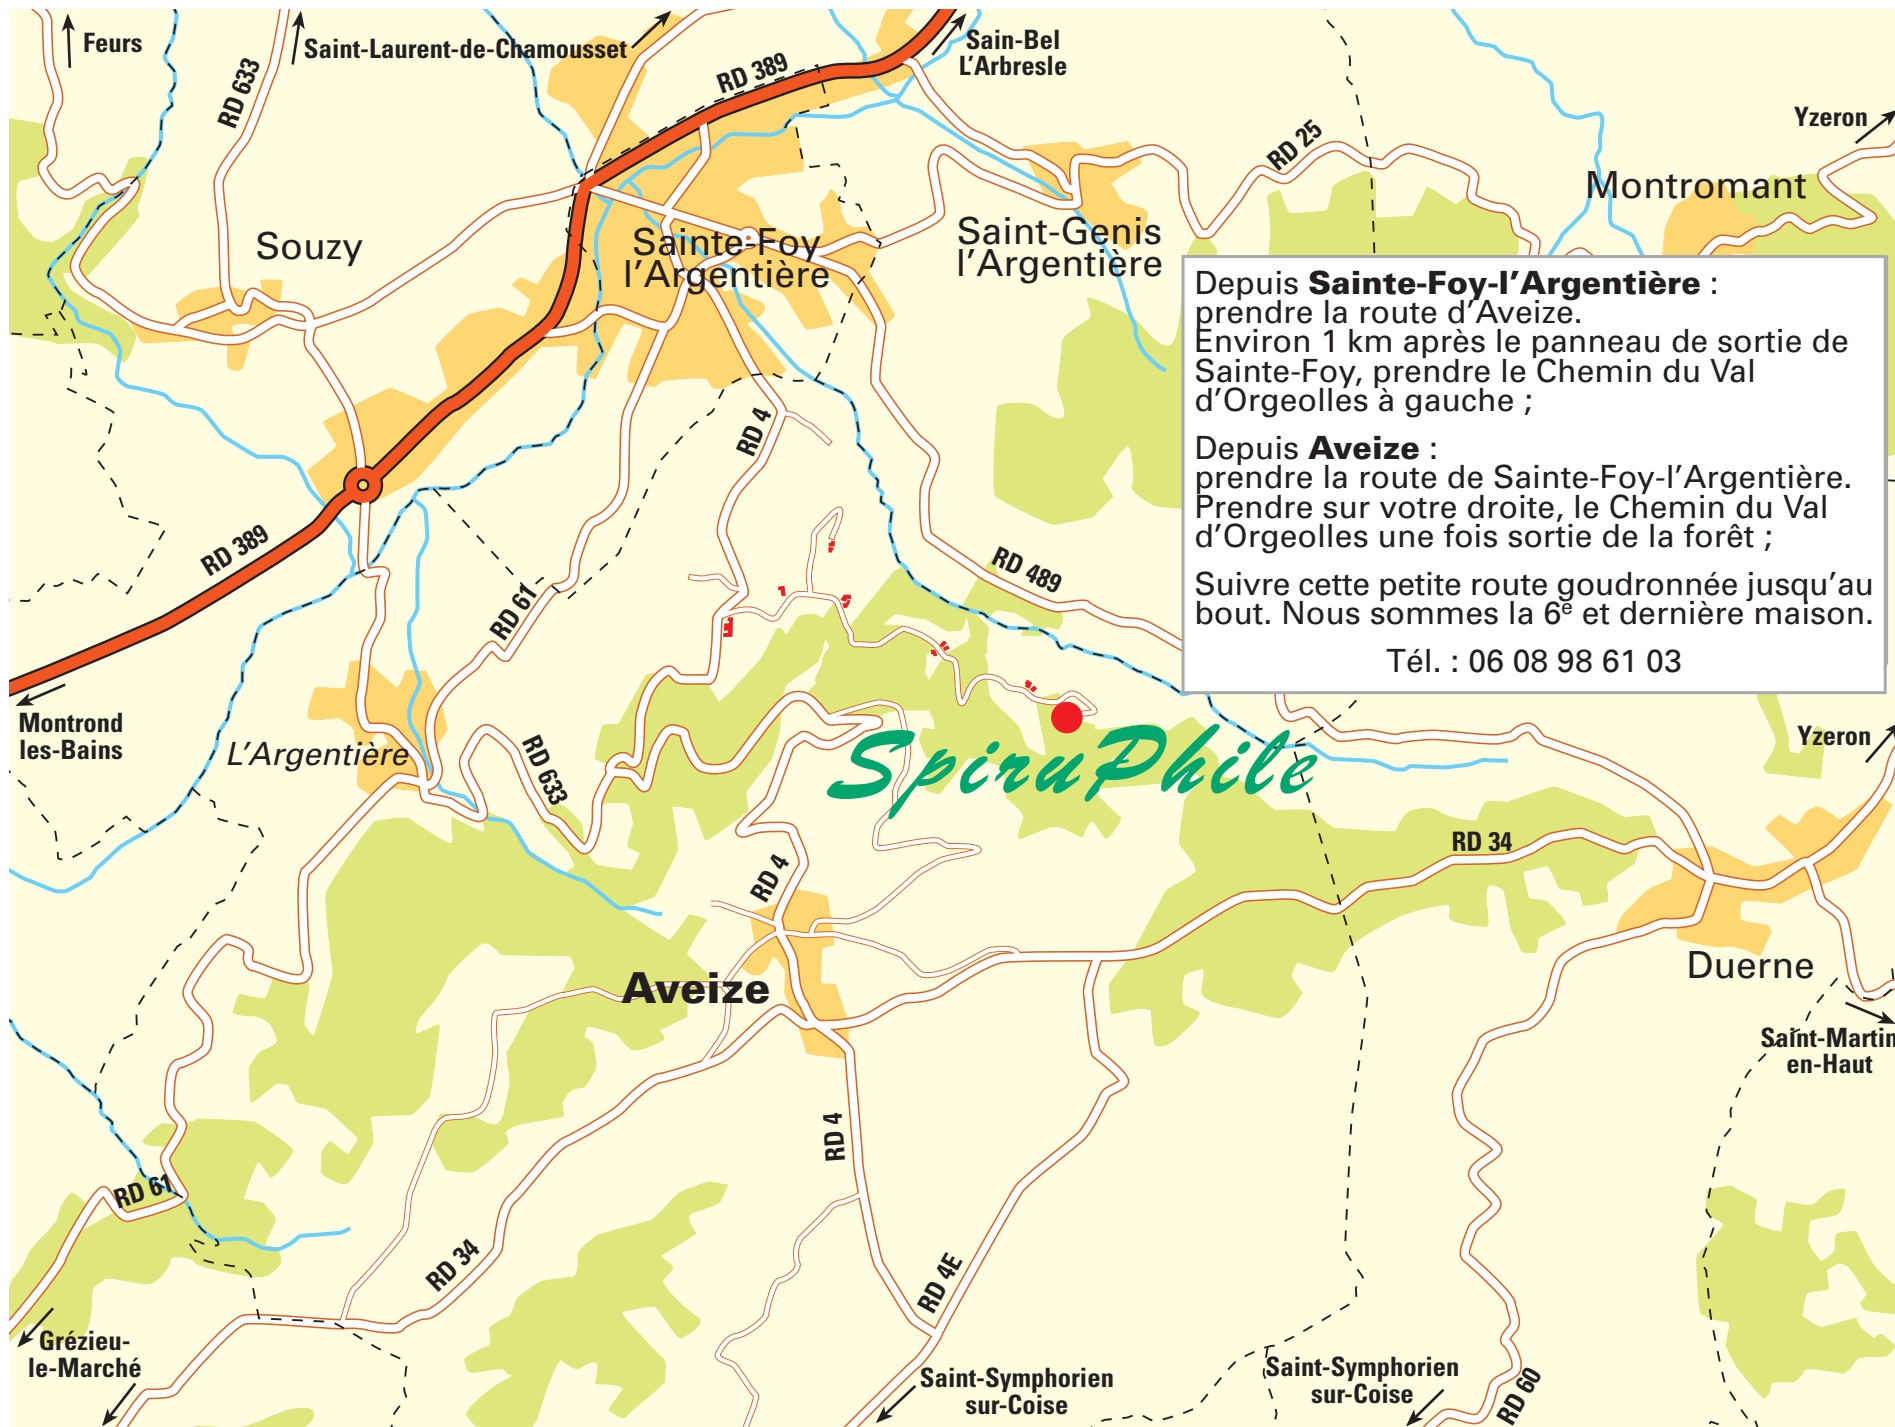 Feurs
RD 633
Saint-Laurent-de-Chamousset
RD 389
Sain-Bel
L'Arbresle
RD 25
Yzeron
Montromant
Souzy
Sainte-Foy
l'Argentière
Saint-Genis
l'Argentière
Depuis Sainte-Foy-l'Argentière :
prendre la route d'Aveize.
Environ 1 km après le panneau de sortie de
Sainte-Foy, prendre le Chemin du Val
d'Orgeolles à gauche ;
Depuis Aveize :
prendre la route de Sainte-Foy-l'Argentière.
Prendre sur votre droite, le Chemin du Val
d'Orgeolles une fois sortie de la forêt ;
Suivre cette petite route goudronnée jusqu'au
bout. Nous sommes la 6e et dernière maison.
Tél. : 06 08 98 61 03
RD 4
RD 389
RD 489
RD 61
Montrond
les-Bains
L'Argentière
RD 633
SpiruPhile
Yzeron
RD 34
RD 4
Aveize
Duerne
Saint-Martin
en-Haut
RD 4
RD 61
RD 34
RD 4E
Grézieu-
le-Marché
Saint-Symphorien
sur-Coise
Saint-Symphorien
sur-Coise
RD 60